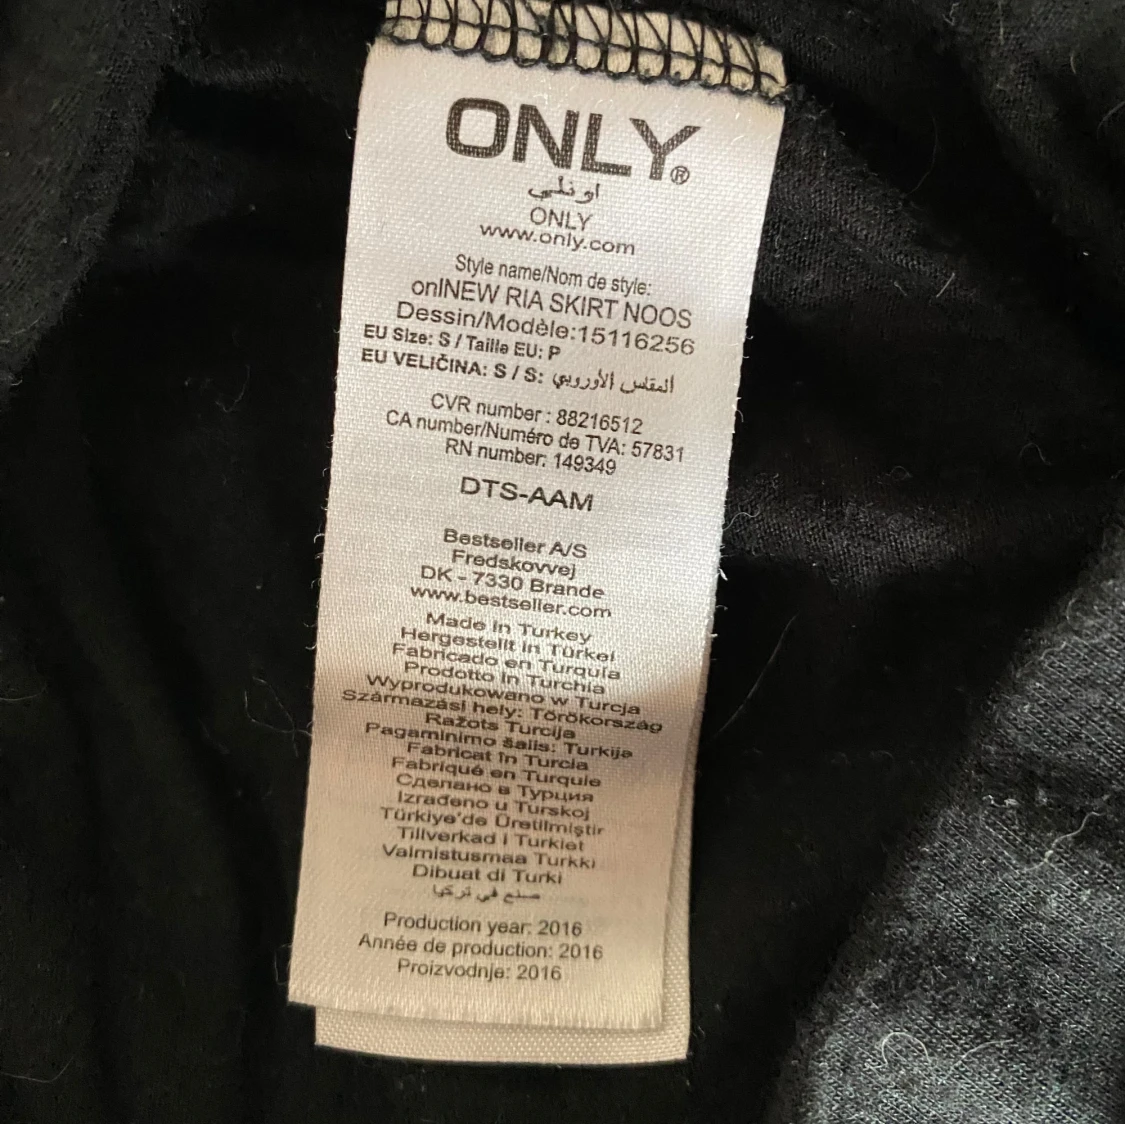 ONLY®
اونلي
ONLY
www.only.com
Style name/Nom de style:
onlNEW RIA SKIRT NOOS
Dessin/Modèle:15116256
EU Size: S / Taille EU: P
EU VELIČINA: S / S: المقاس الأوروبي
CVR number : 88216512
CA number/Numéro de TVA: 57831
RN number: 149349
DTS-AAM
Bestseller A/S
Fredskovvej
DK - 7330 Brande
www.bestseller.com
Made in Turkey
Hergestellt in Türkei
Fabricado en Turquía
Prodotto in Turchia
Wyprodukowano w Turcja
Származási hely: Törökország
Ražots Turcija
Pagaminimo šalis: Turkija
Fabricat în Turcia
Fabriqué en Turquie
Сделано в Турция
Izrađeno u Turskoj
Türkiye'de Üretilmiştir
Tillverkad i Turkiet
Valmistusmaa Turkki
Dibuat di Turki
صنع في تركيا
Production year: 2016
Année de production: 2016
Proizvodnje: 2016